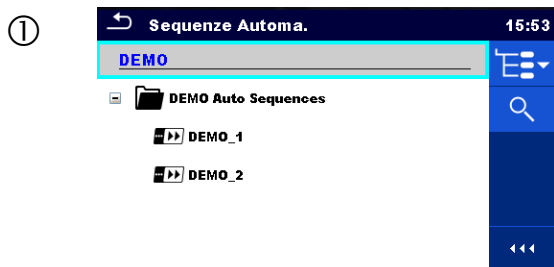 ①
Sequenze Automa. 15:53
DEMO
DEMO Auto Sequences
DEMO_1
DEMO_2